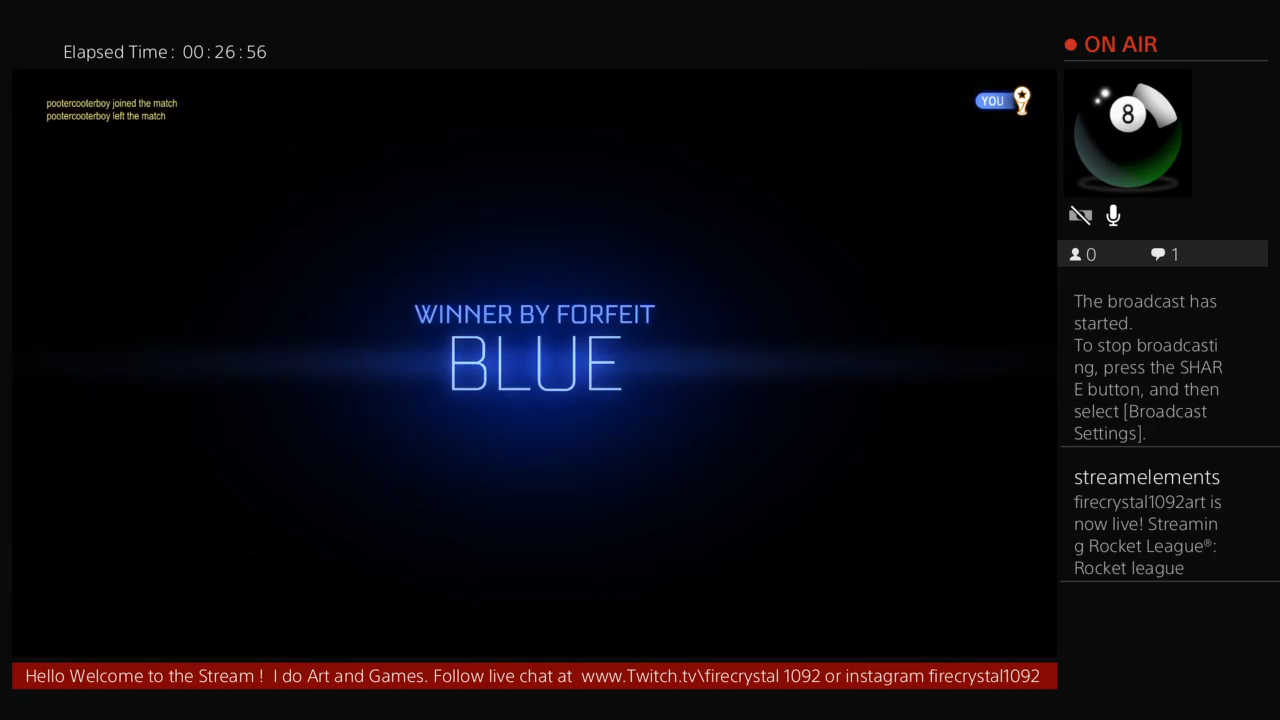 Elapsed Time: 00:26:56
ON AIR
pootercooterboy joined the match
pootercooterboy left the match
YOU
8
0 1
WINNER BY FORFEIT
BLUE
The broadcast has
started.
To stop broadcasti
ng, press the SHAR
E button, and then
select [Broadcast
Settings].
streamelements
firecrystal1092art is
now live! Streamin
g Rocket League®:
Rocket league
Hello Welcome to the Stream ! I do Art and Games. Follow live chat at www.Twitch.tv\firecrystal 1092 or instagram firecrystal1092